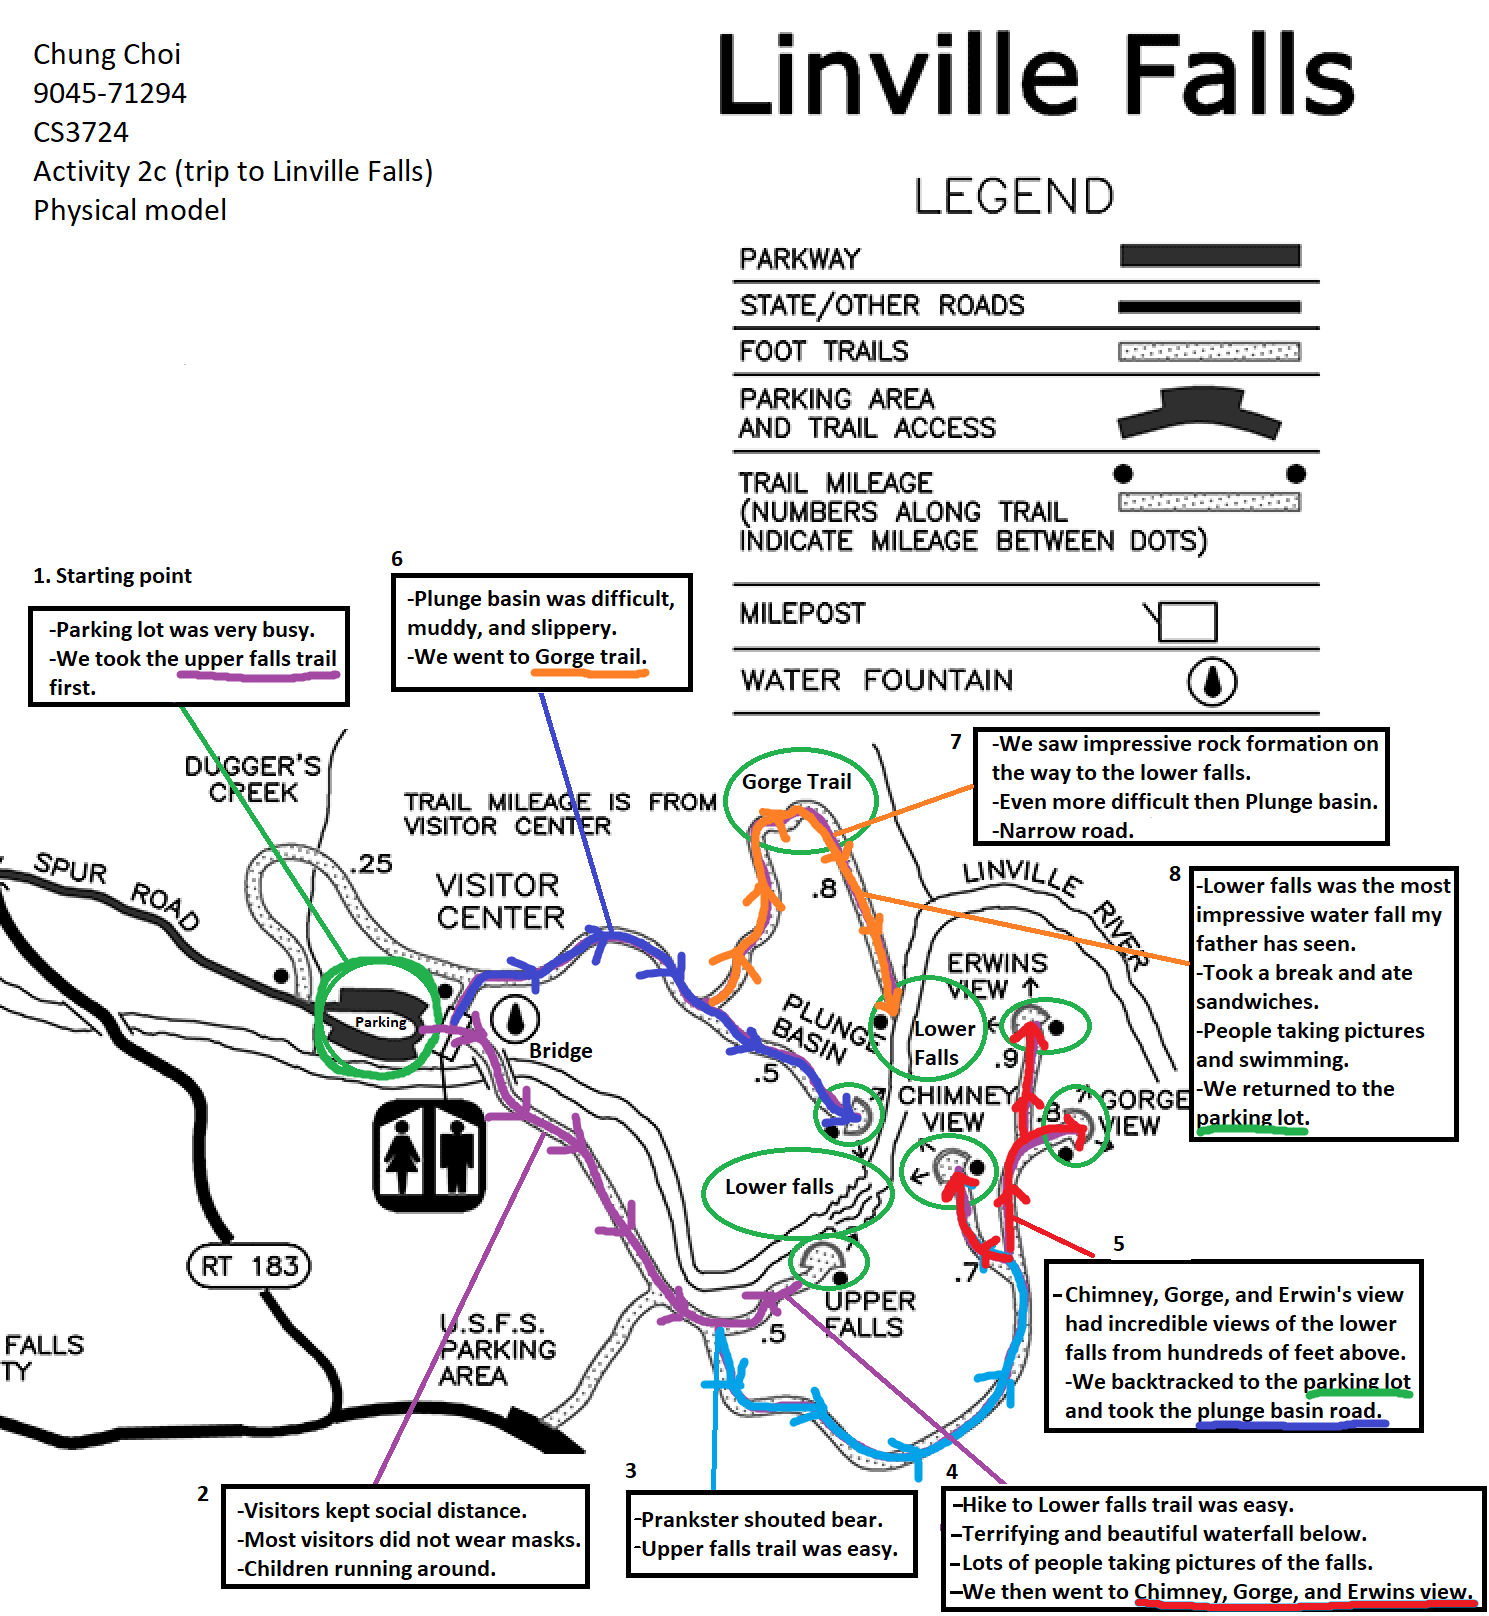 Chung Choi
9045-71294
CS3724
Activity 2c (trip to Linville Falls)
Physical model
Linville Falls
LEGEND
PARKWAY
STATE/OTHER ROADS
FOOT TRAILS
PARKING AREA
AND TRAIL ACCESS
TRAIL MILEAGE
(NUMBERS ALONG TRAIL
INDICATE MILEAGE BETWEEN DOTS)
MILEPOST
WATER FOUNTAIN
1. Starting point
-Parking lot was very busy.
-We took the upper falls trail
first.
6
-Plunge basin was difficult,
muddy, and slippery.
-We went to Gorge trail.
7
-We saw impressive rock formation on
the way to the lower falls.
-Even more difficult then Plunge basin.
-Narrow road.
8
-Lower falls was the most
impressive water fall my
father has seen.
-Took a break and ate
sandwiches.
-People taking pictures
and swimming.
-We returned to the
parking lot.
DUGGER'S
CREEK
TRAIL MILEAGE IS FROM
VISITOR CENTER
Gorge Trail
SPUR ROAD
.25
VISITOR
CENTER
.8
LINVILLE RIVER
ERWINS
VIEW
Parking
Bridge
PLUNGE
BASIN
.5
Lower
Falls
.9
CHIMNEY
VIEW
.8
GORGE
VIEW
Lower falls
RT 183
.7
UPPER
FALLS
.5
U.S.F.S.
PARKING
AREA
FALLS
TY
5
-Chimney, Gorge, and Erwin's view
had incredible views of the lower
falls from hundreds of feet above.
-We backtracked to the parking lot
and took the plunge basin road.
2
-Visitors kept social distance.
-Most visitors did not wear masks.
-Children running around.
3
-Prankster shouted bear.
-Upper falls trail was easy.
4
-Hike to Lower falls trail was easy.
-Terrifying and beautiful waterfall below.
-Lots of people taking pictures of the falls.
-We then went to Chimney, Gorge, and Erwins view.